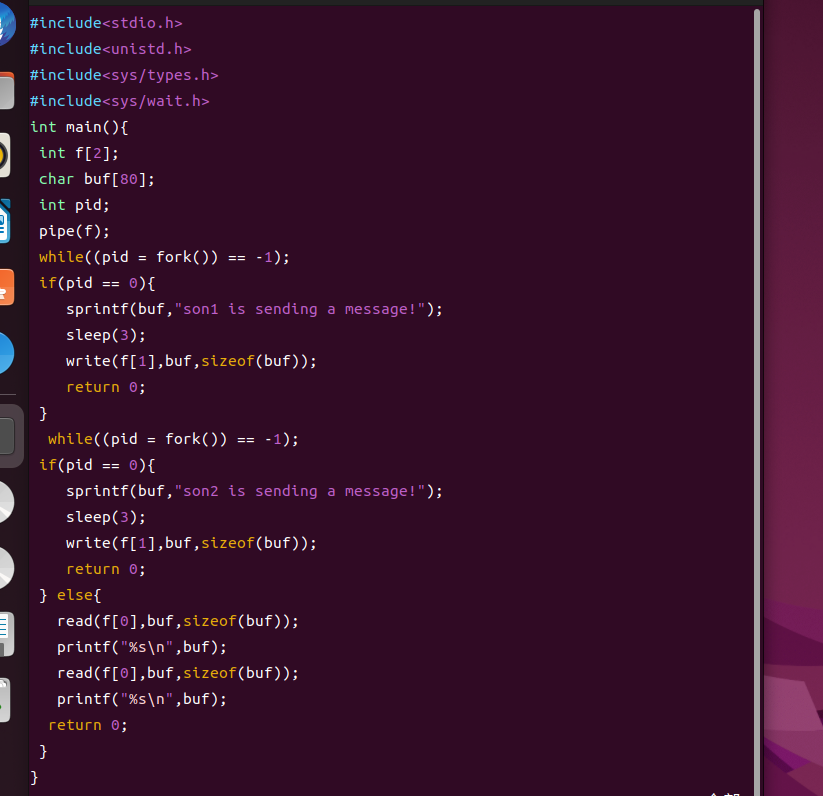 #include<stdio.h>
#include<unistd.h>
#include<sys/types.h>
#include<sys/wait.h>
int main(){
 int f[2];
 char buf[80];
 int pid;
 pipe(f);
 while((pid = fork()) == -1);
 if(pid == 0){
    sprintf(buf,"son1 is sending a message!");
    sleep(3);
    write(f[1],buf,sizeof(buf));
    return 0;
 }
  while((pid = fork()) == -1);
 if(pid == 0){
    sprintf(buf,"son2 is sending a message!");
    sleep(3);
    write(f[1],buf,sizeof(buf));
    return 0;
 } else{
   read(f[0],buf,sizeof(buf));
   printf("%s\n",buf);
   read(f[0],buf,sizeof(buf));
   printf("%s\n",buf);
  return 0;
 }
}